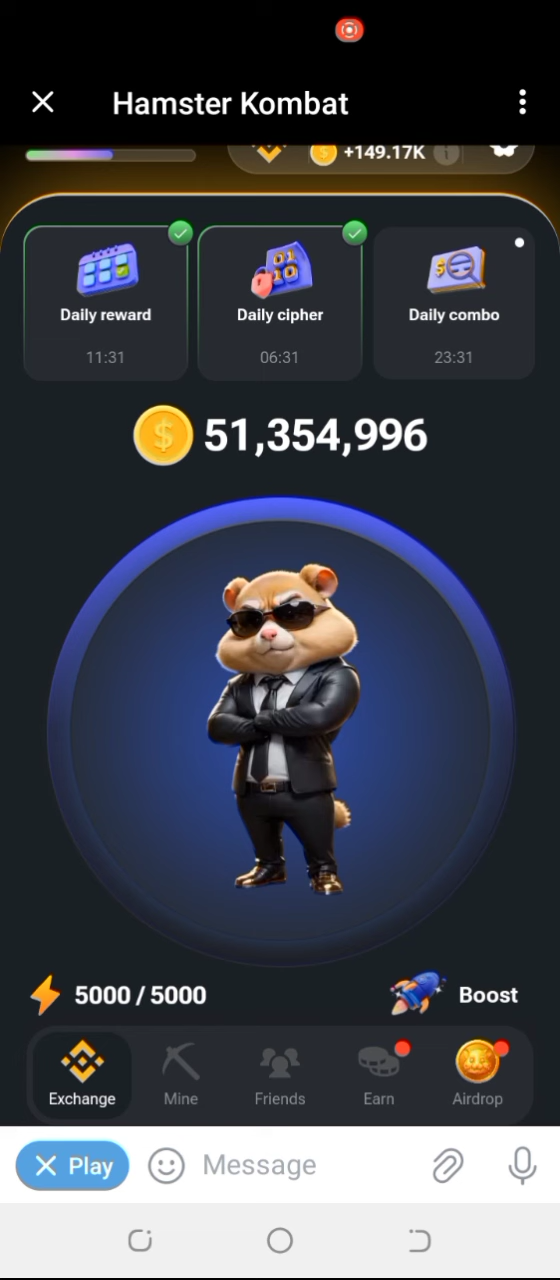 Hamster Kombat
+149.17K
Daily reward
Daily cipher
Daily combo
11:31
06:31
23:31
51,354,996
5000 / 5000
Boost
Exchange
Mine
Friends
Earn
Airdrop
Play
Message